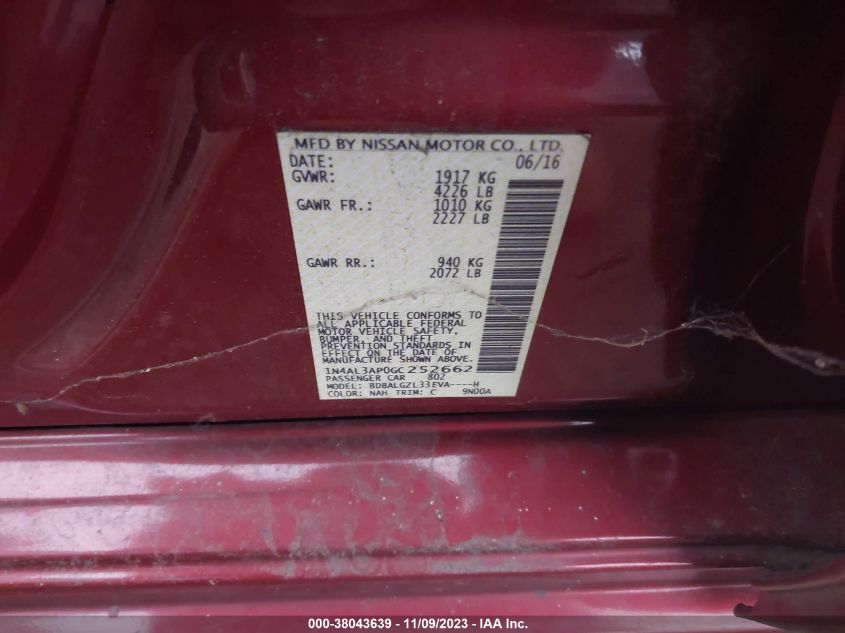 MFD BY NISSAN MOTOR CO., LTD.
DATE: 06/16
GVWR: 1917 KG
4226 LB
GAWR FR.: 1010 KG
2227 LB
GAWR RR.: 940 KG
2072 LB
THIS VEHICLE CONFORMS TO
ALL APPLICABLE FEDERAL
MOTOR VEHICLE SAFETY,
BUMPER, AND THEFT
PREVENTION STANDARDS IN
EFFECT ON THE DATE OF
MANUFACTURE SHOWN ABOVE.
1N4AL3AP0GC252662
PASSENGER CAR 802
MODEL: BDBALGZL33EVA----H
COLOR: NAH TRIM: C 9N00A
000-38043639 - 11/09/2023 - IAA Inc.